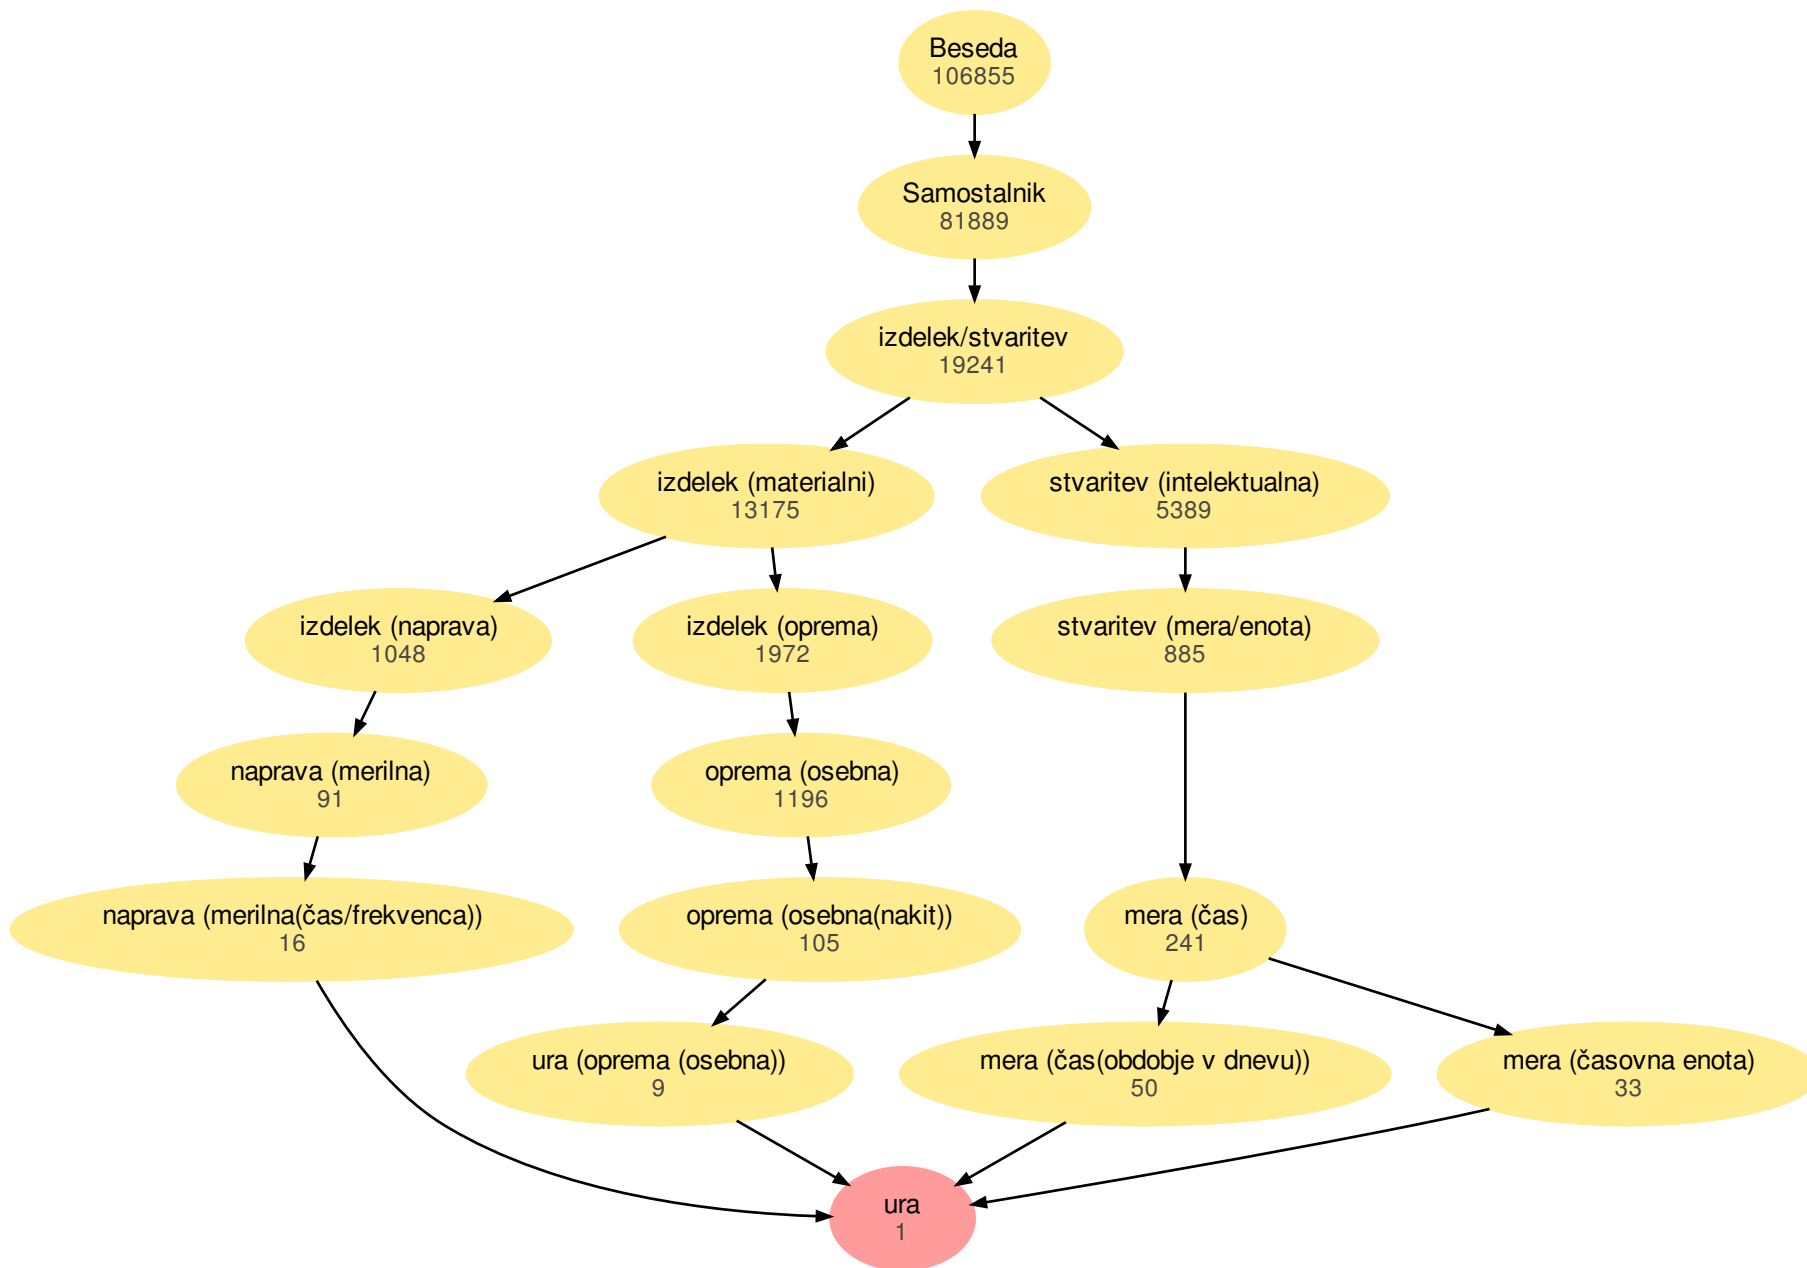 Beseda
106855
Samostalnik
81889
izdelek/stvaritev
19241
izdelek (materialni)
13175
stvaritev (intelektualna)
5389
izdelek (naprava)
1048
izdelek (oprema)
1972
stvaritev (mera/enota)
885
naprava (merilna)
91
oprema (osebna)
1196
naprava (merilna(čas/frekvenca))
16
oprema (osebna(nakit))
105
mera (čas)
241
ura (oprema (osebna))
9
mera (čas(obdobje v dnevu))
50
mera (časovna enota)
33
ura
1